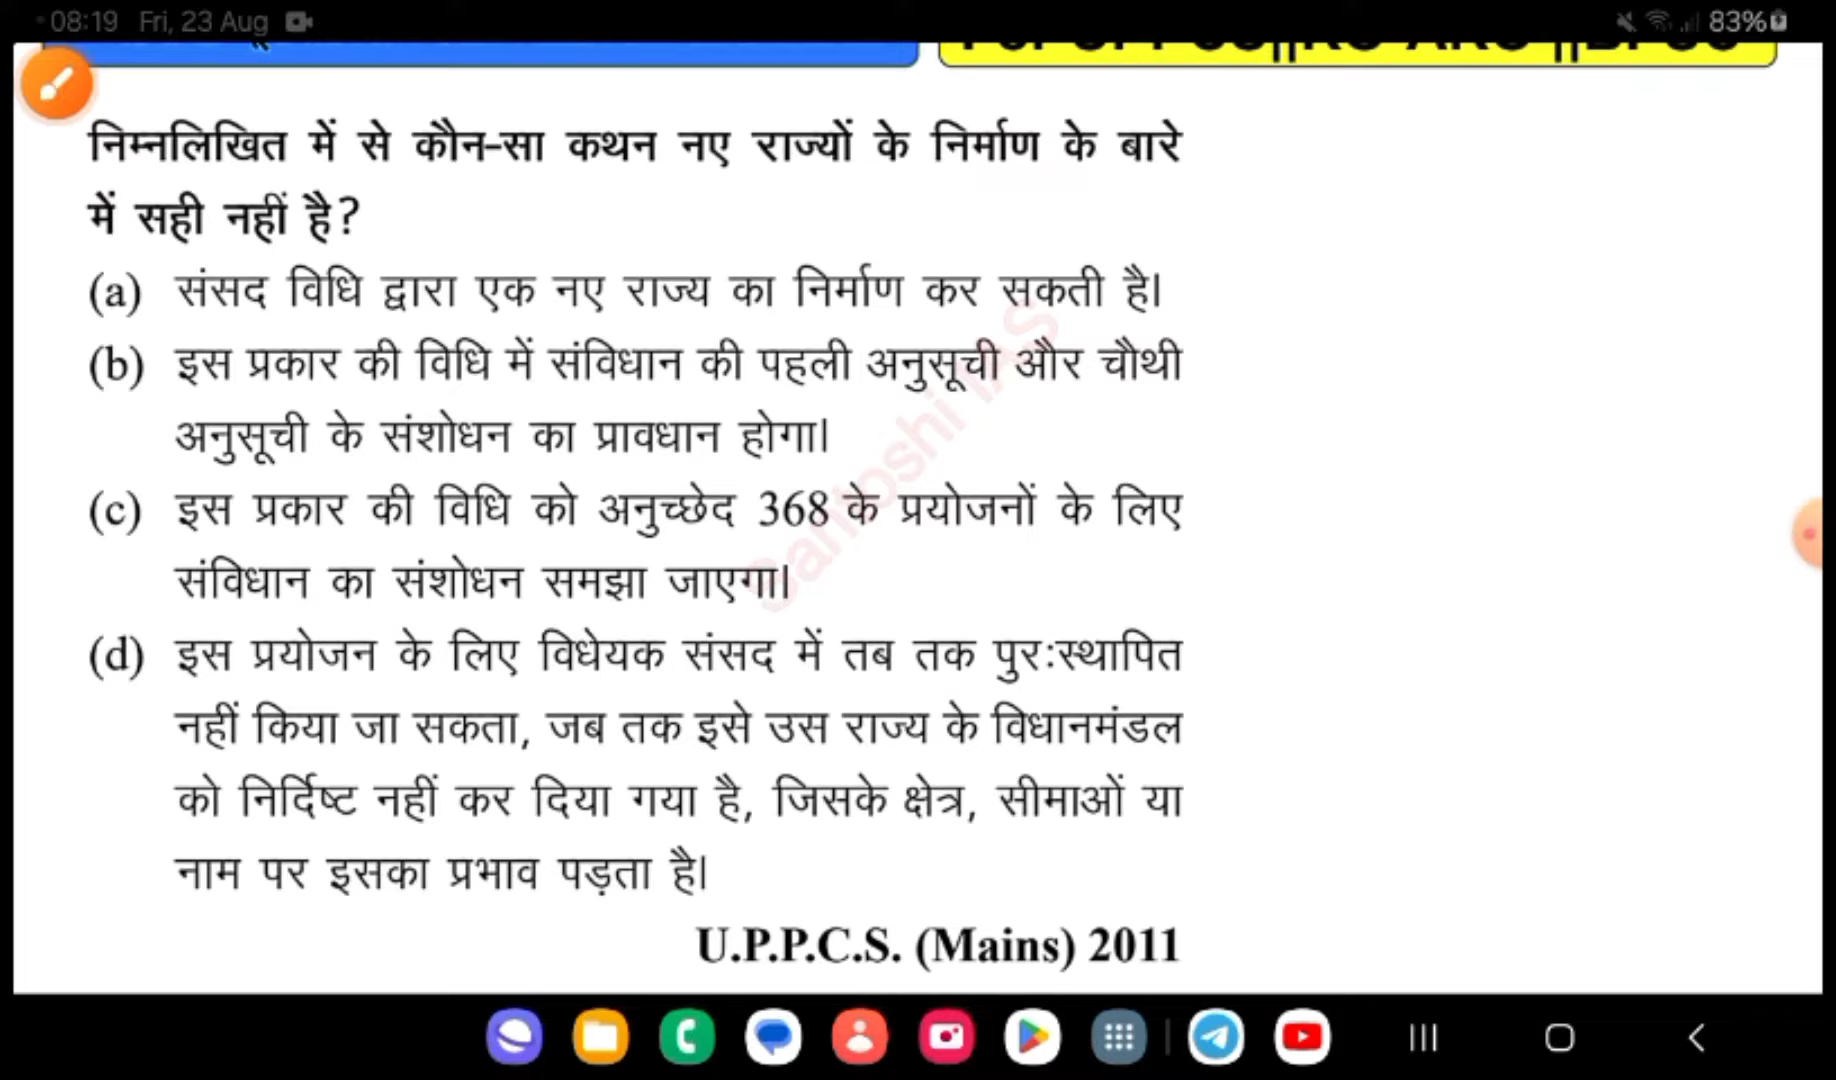 08:19 Fri, 23 Aug
83%
निम्नलिखित में से कौन-सा कथन नए राज्यों के निर्माण के बारे
में सही नहीं है?
(a) संसद विधि द्वारा एक नए राज्य का निर्माण कर सकती है।
(b) इस प्रकार की विधि में संविधान की पहली अनुसूची और चौथी
अनुसूची के संशोधन का प्रावधान होगा।
(c) इस प्रकार की विधि को अनुच्छेद 368 के प्रयोजनों के लिए
संविधान का संशोधन समझा जाएगा।
(d) इस प्रयोजन के लिए विधेयक संसद में तब तक पुरःस्थापित
नहीं किया जा सकता, जब तक इसे उस राज्य के विधानमंडल
को निर्दिष्ट नहीं कर दिया गया है, जिसके क्षेत्र, सीमाओं या
नाम पर इसका प्रभाव पड़ता है।
U.P.P.C.S. (Mains) 2011
Santoshi IAS